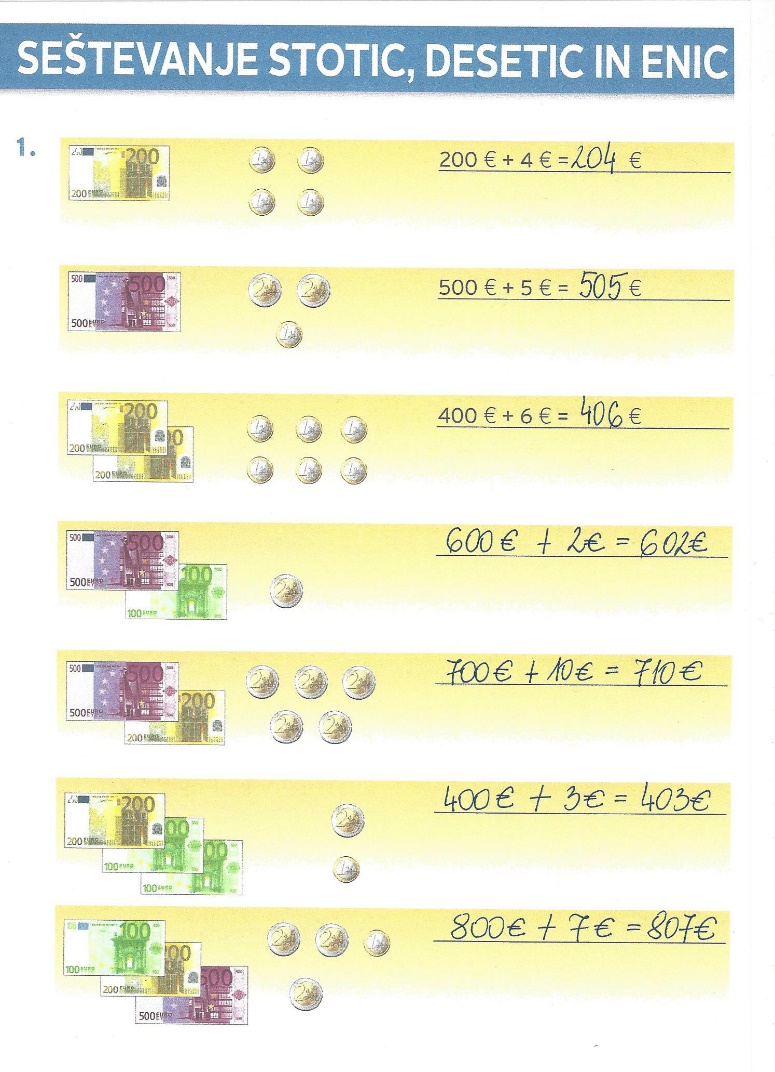 SEŠTEVANJE STOTIC, DESETIC IN ENIC
1.
200 € + 4 € = 204 €
500 € + 5 € = 505 €
400 € + 6 € = 406 €
600 € + 2 € = 602 €
700 € + 10 € = 710 €
400 € + 3 € = 403 €
800 € + 7 € = 807 €